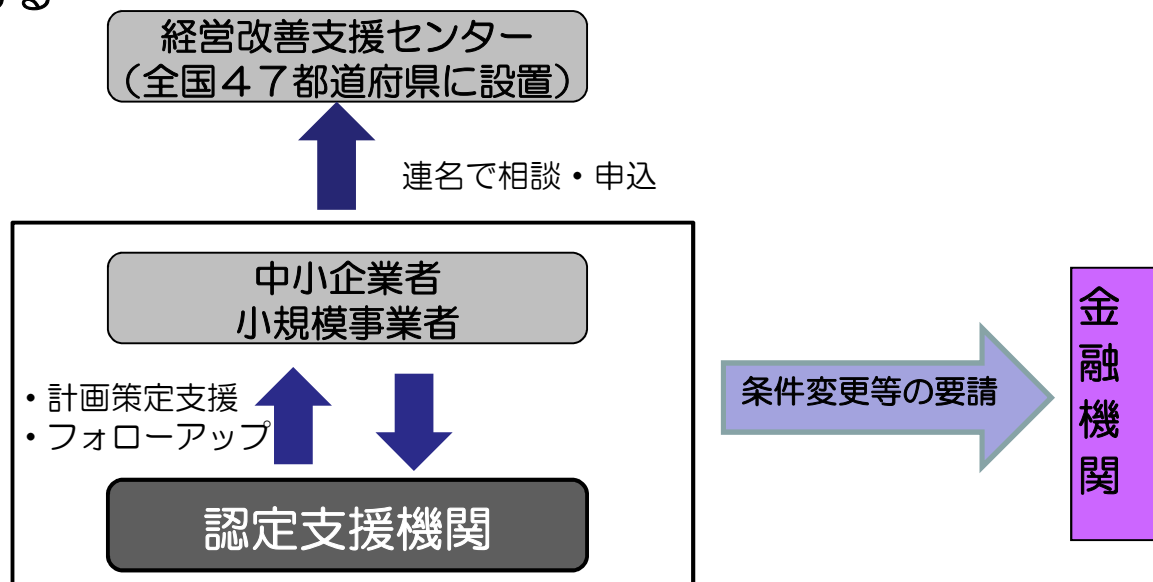 る
経営改善支援センター
（全国４７都道府県に設置）
連名で相談・申込
中小企業者
小規模事業者
・計画策定支援
・フォローアップ
認定支援機関
条件変更等の要請
金融機関